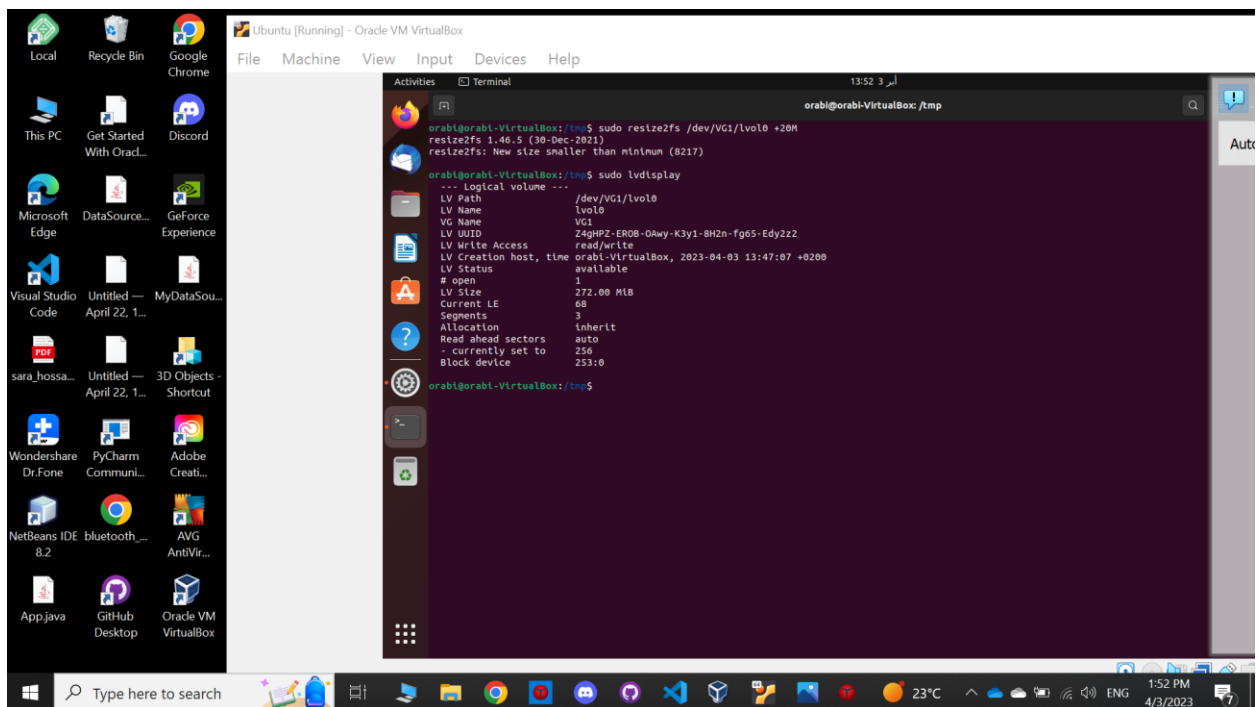 Ubuntu [Running] - Oracle VM VirtualBox
File Machine View Input Devices Help
Activities Terminal 13:52 3 أبر
orabi@orabi-VirtualBox: /tmp
orabi@orabi-VirtualBox:/tmp$ sudo resize2fs /dev/VG1/lvol0 +20M
resize2fs 1.46.5 (30-Dec-2021)
resize2fs: New size smaller than minimum (8217)
orabi@orabi-VirtualBox:/tmp$ sudo lvdisplay
--- Logical volume ---
LV Path /dev/VG1/lvol0
LV Name lvol0
VG Name VG1
LV UUID Z4gHPZ-EROB-OAwy-K3y1-8H2n-fg65-Edy2z2
LV Write Access read/write
LV Creation host, time orabi-VirtualBox, 2023-04-03 13:47:07 +0200
LV Status available
# open 1
LV Size 272.00 MiB
Current LE 68
Segments 3
Allocation inherit
Read ahead sectors auto
- currently set to 256
Block device 253:0
orabi@orabi-VirtualBox:/tmp$
Auto
Local
Recycle Bin
Google
Chrome
This PC
Get Started
With Oracl...
Discord
Microsoft
Edge
DataSource...
GeForce
Experience
Visual Studio
Code
Untitled —
April 22, 1...
MyDataSou...
PDF
sara_hossa...
Untitled —
April 22, 1...
3D Objects -
Shortcut
Wondershare
Dr.Fone
PyCharm
Communi...
Adobe
Creati...
NetBeans IDE
8.2
bluetooth_...
AVG
AntiVir...
App.java
GitHub
Desktop
Oracle VM
VirtualBox
Type here to search
23°C
ENG
1:52 PM
4/3/2023
7